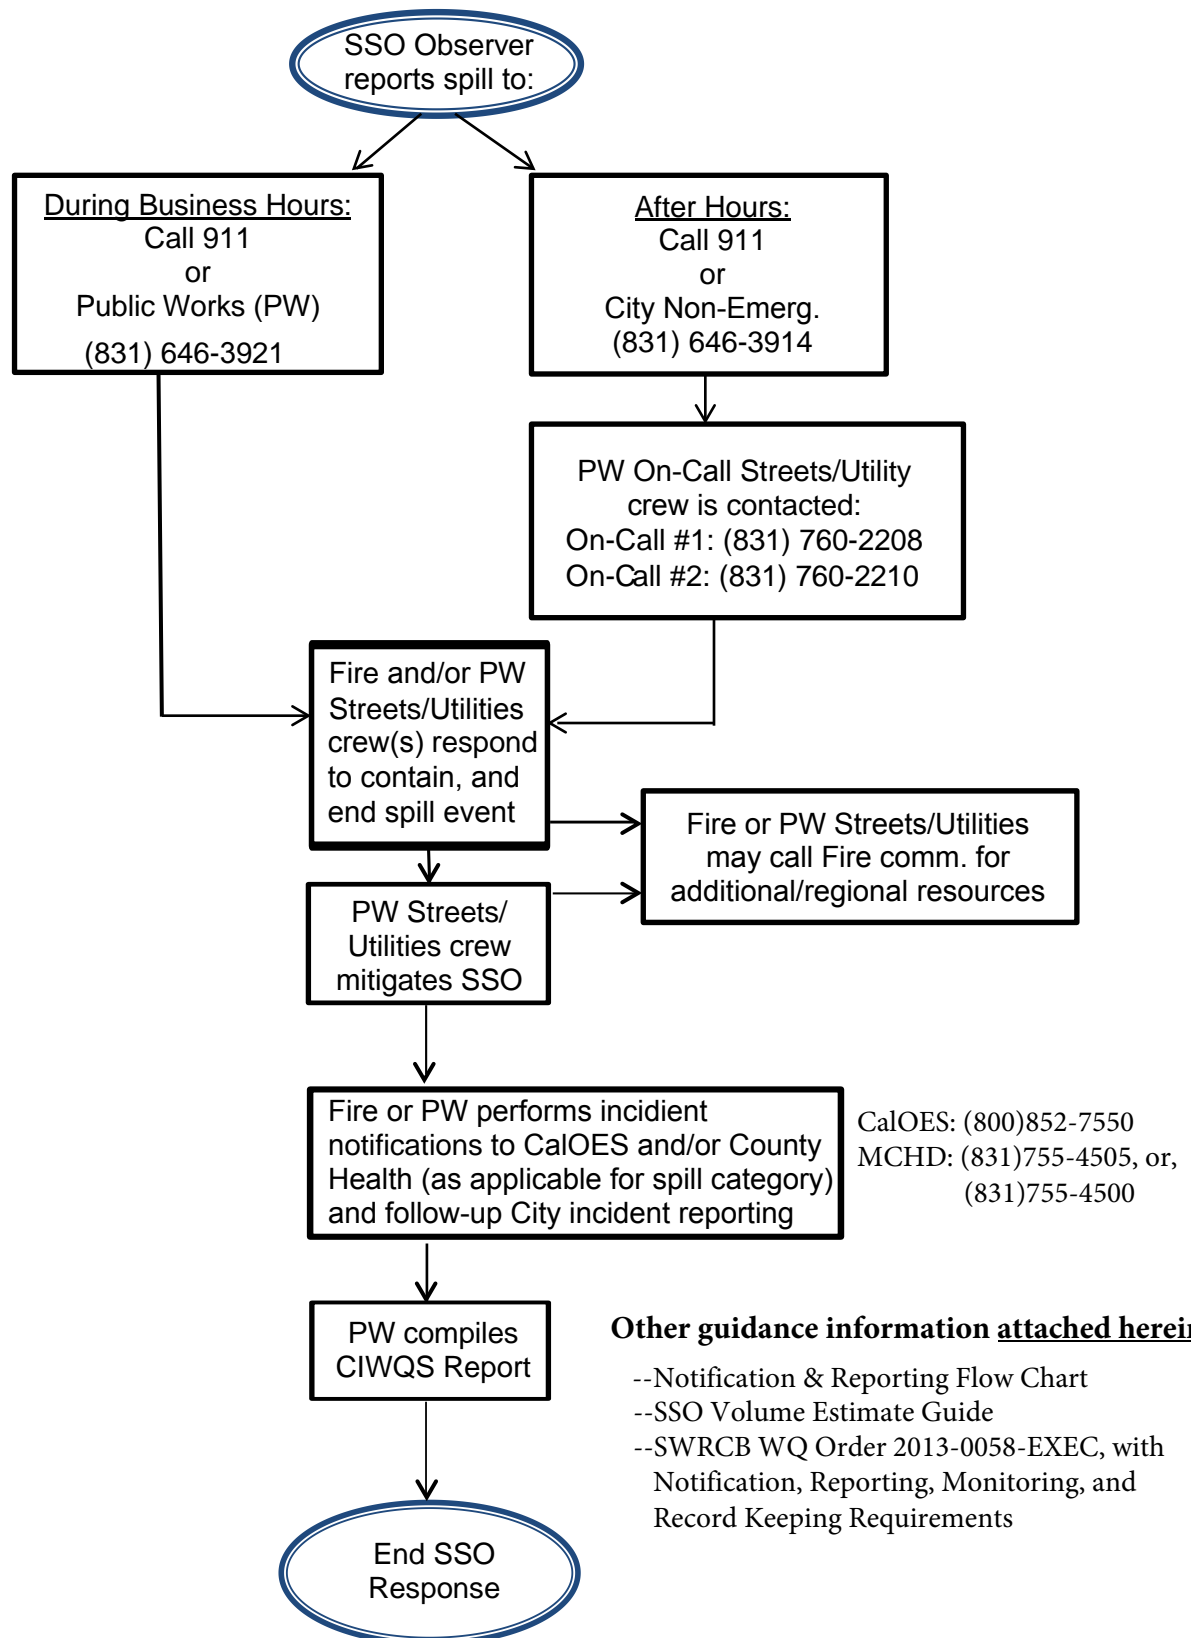 SSO Observer
reports spill to:
During Business Hours:
Call 911
or
Public Works (PW)
(831) 646-3921
After Hours:
Call 911
or
City Non-Emerg.
(831) 646-3914
PW On-Call Streets/Utility
crew is contacted:
On-Call #1: (831) 760-2208
On-Call #2: (831) 760-2210
Fire and/or PW
Streets/Utilities
crew(s) respond
to contain, and
end spill event
Fire or PW Streets/Utilities
may call Fire comm. for
additional/regional resources
PW Streets/
Utilities crew
mitigates SSO
Fire or PW performs incidient
notifications to CalOES and/or County
Health (as applicable for spill category)
and follow-up City incident reporting
CalOES: (800)852-7550
MCHD: (831)755-4505, or,
(831)755-4500
PW compiles
CIWQS Report
Other guidance information attached herein
--Notification & Reporting Flow Chart
--SSO Volume Estimate Guide
--SWRCB WQ Order 2013-0058-EXEC, with
Notification, Reporting, Monitoring, and
Record Keeping Requirements
End SSO
Response